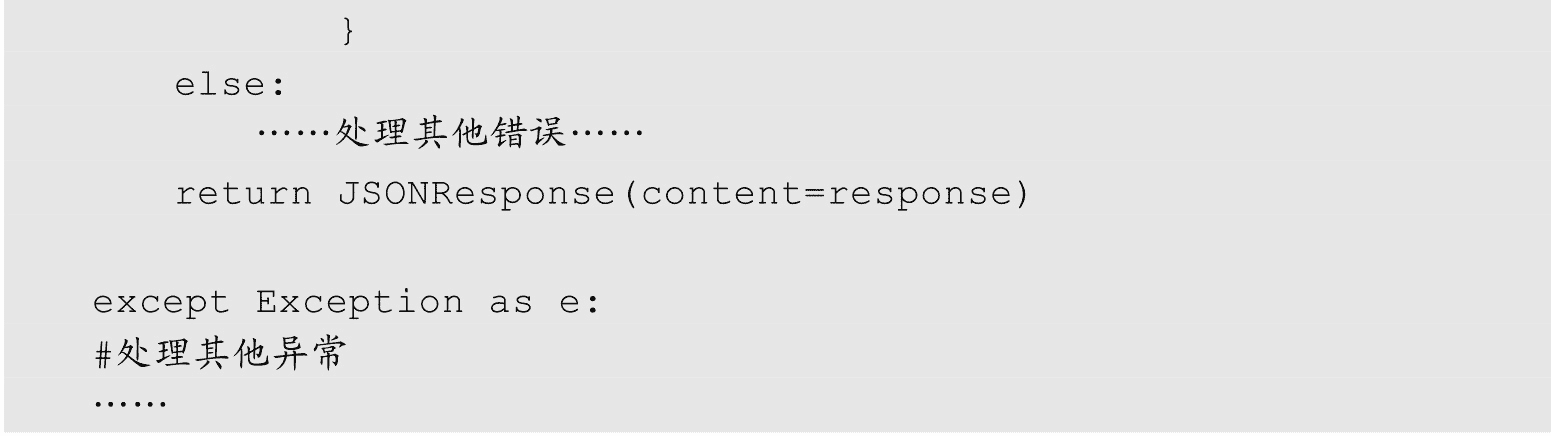 }
    else:
        ……处理其他错误……
    return JSONResponse(content=response)

except Exception as e:
#处理其他异常
……